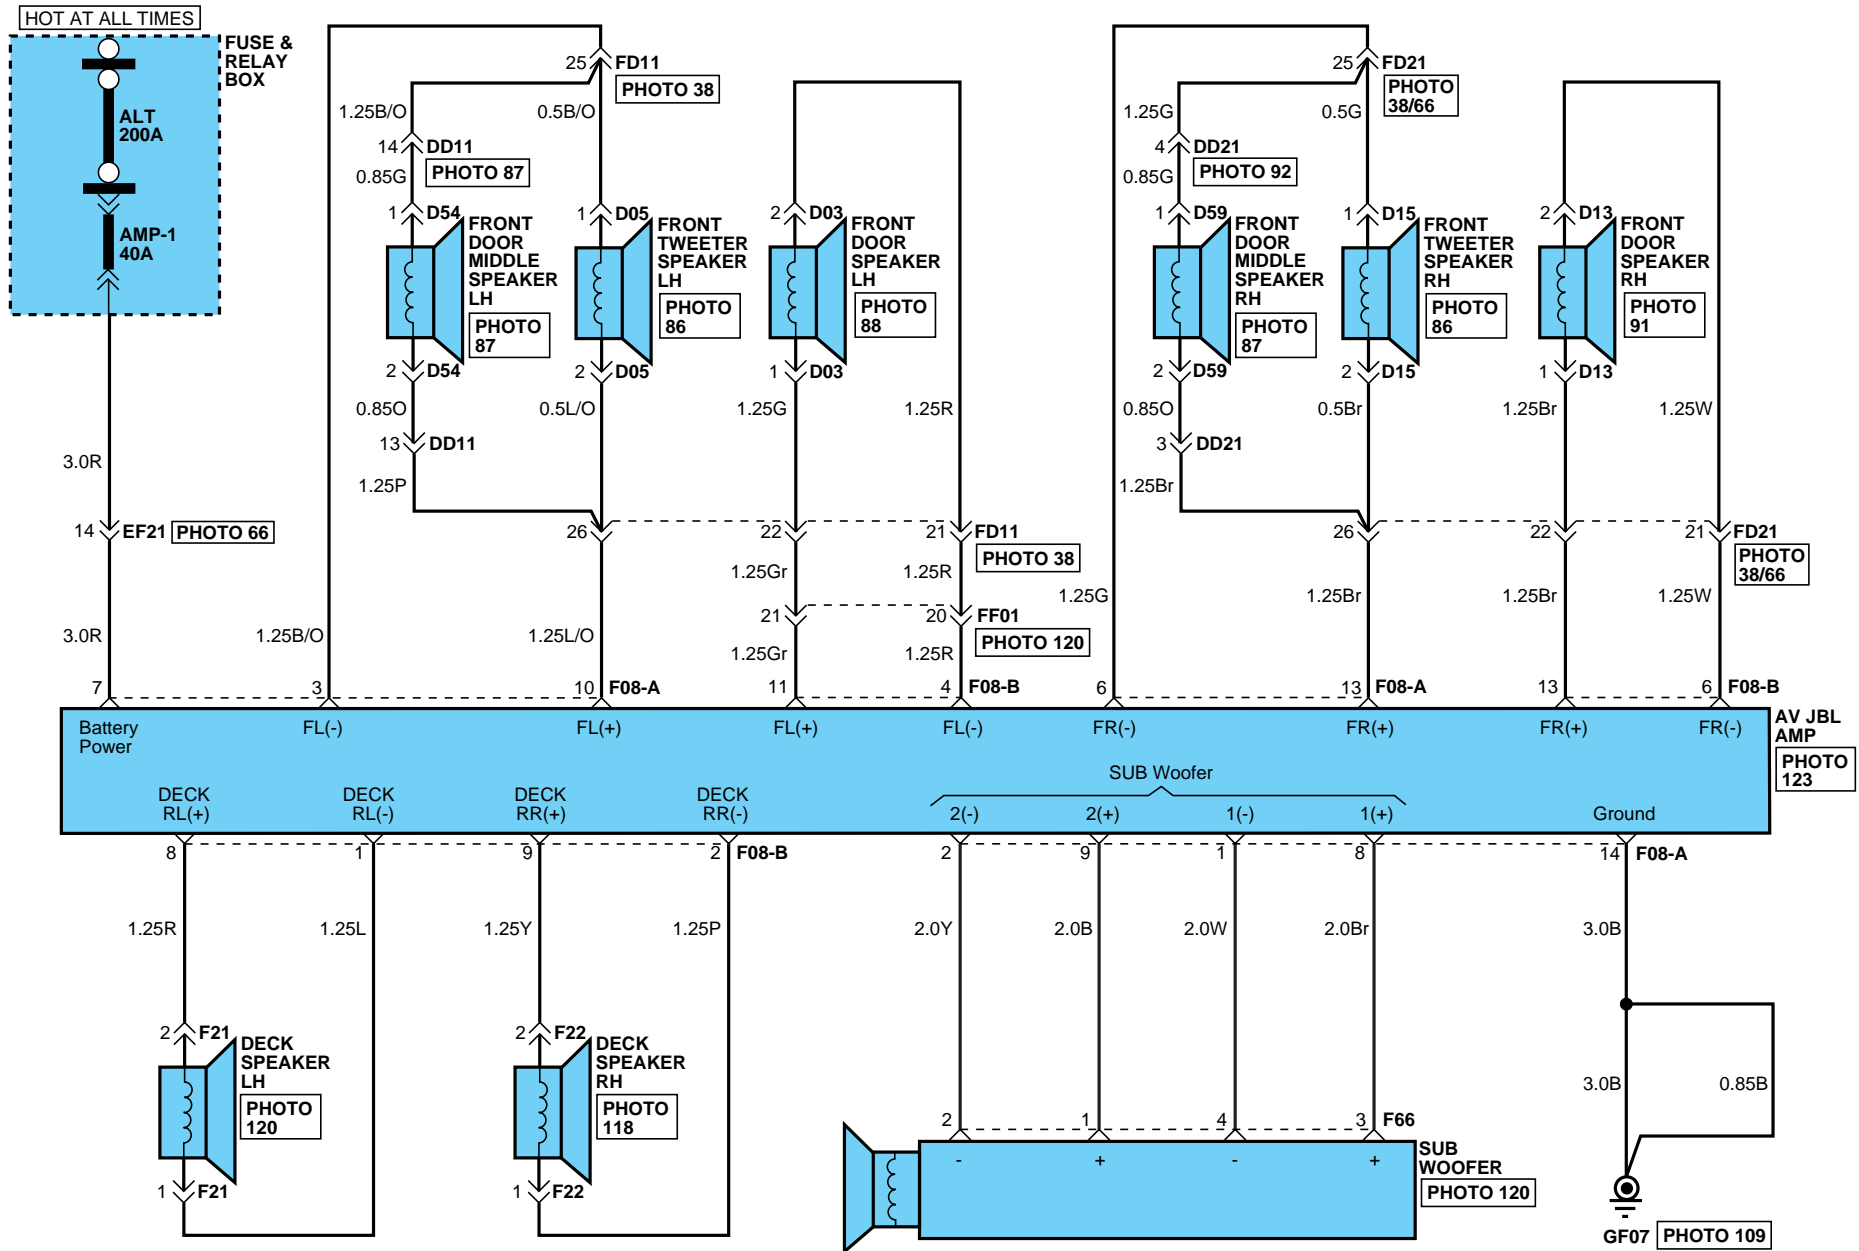 HOT AT ALL TIMES
FUSE &
RELAY
BOX
ALT
200A
AMP-1
40A
3.0R
14 EF21 PHOTO 66
3.0R
25 FD11
PHOTO 38
1.25B/O
0.5B/O
14 DD11
PHOTO 87
0.85G
1 D54
FRONT
DOOR
MIDDLE
SPEAKER
LH
PHOTO
87
2 D54
0.85O
13 DD11
1.25P
1 D05
FRONT
TWEETER
SPEAKER
LH
PHOTO
86
2 D05
0.5L/O
2 D03
FRONT
DOOR
SPEAKER
LH
PHOTO
88
1 D03
1.25G
1.25R
26
22
21 FD11
PHOTO 38
1.25Gr
1.25R
21
20 FF01
PHOTO 120
1.25B/O
1.25L/O
1.25Gr
1.25R
25 FD21
PHOTO
38/66
1.25G
0.5G
4 DD21
PHOTO 92
0.85G
1 D59
FRONT
DOOR
MIDDLE
SPEAKER
RH
PHOTO
87
2 D59
0.85O
3 DD21
1.25Br
1 D15
FRONT
TWEETER
SPEAKER
RH
PHOTO
86
2 D15
0.5Br
2 D13
FRONT
DOOR
SPEAKER
RH
PHOTO
91
1 D13
1.25Br
1.25W
26
22
21 FD21
PHOTO
38/66
1.25G
1.25Br
1.25Br
1.25W
7
3
10 F08-A
11
4 F08-B
6
13 F08-A
13
6 F08-B
Battery
Power
FL(-)
FL(+)
FL(+)
FL(-)
FR(-)
FR(+)
FR(+)
FR(-)
AV JBL
AMP
PHOTO
123
DECK
RL(+)
DECK
RL(-)
DECK
RR(+)
DECK
RR(-)
SUB Woofer
2(-)
2(+)
1(-)
1(+)
Ground
8
1
9
2 F08-B
2
9
1
8
14 F08-A
1.25R
1.25L
1.25Y
1.25P
2.0Y
2.0B
2.0W
2.0Br
3.0B
2 F21
DECK
SPEAKER
LH
PHOTO
120
1 F21
2 F22
DECK
SPEAKER
RH
PHOTO
118
1 F22
2
1
4
3 F66
-
+
-
+
SUB
WOOFER
PHOTO 120
3.0B
0.85B
GF07 PHOTO 109